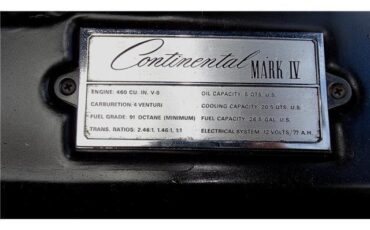 Continental MARK IV
ENGINE: 460 CU. IN. V-8 OIL CAPACITY: 5 QTS. U.S.
CARBURETION: 4 VENTURI COOLING CAPACITY: 20.5 QTS. U.S.
FUEL GRADE: 91 OCTANE (MINIMUM) FUEL CAPACITY: 26.5 GAL. U.S.
TRANS. RATIOS: 2.46:1, 1.46:1, 1:1 ELECTRICAL SYSTEM: 12 VOLTS/77 A.H.